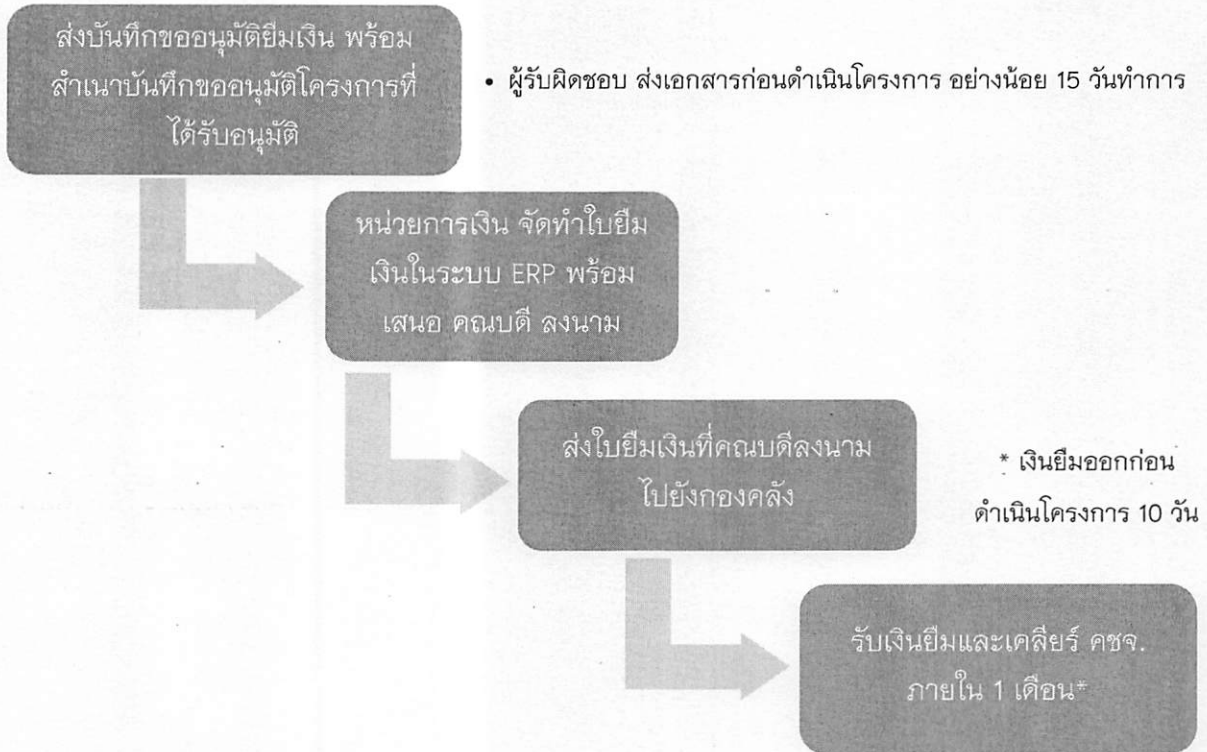 ส่งบันทึกขออนุมัติยืมเงิน พร้อม
สำเนาบันทึกขออนุมัติโครงการที่
ได้รับอนุมัติ
• ผู้รับผิดชอบ ส่งเอกสารก่อนดำเนินโครงการ อย่างน้อย 15 วันทำการ
หน่วยการเงิน จัดทำใบยืม
เงินในระบบ ERP พร้อม
เสนอ คณบดี ลงนาม
ส่งใบยืมเงินที่คณบดีลงนาม
ไปยังกองคลัง
* เงินยืมออกก่อน
ดำเนินโครงการ 10 วัน
รับเงินยืมและเคลียร์ คชจ.
ภายใน 1 เดือน*